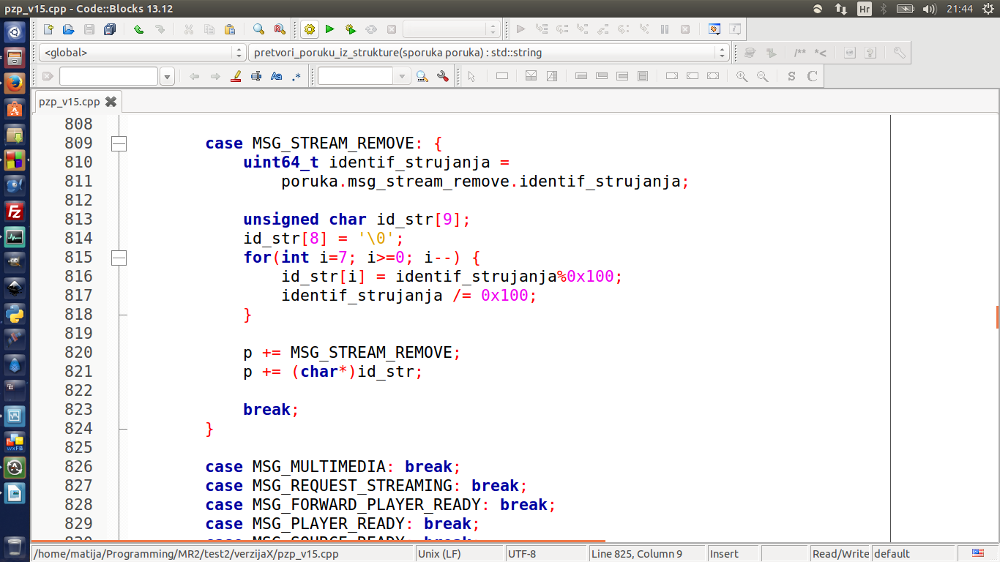 pzp_v15.cpp - Code::Blocks 13.12
Hr
21:44
<global>
pretvori_poruku_iz_strukture(sporuka poruka) : std::string
/** *<
Aa .*
S C
pzp_v15.cpp
808
809 case MSG_STREAM_REMOVE: {
810 uint64_t identif_strujanja =
811 poruka.msg_stream_remove.identif_strujanja;
812
813 unsigned char id_str[9];
814 id_str[8] = '\0';
815 for(int i=7; i>=0; i--) {
816 id_str[i] = identif_strujanja%0x100;
817 identif_strujanja /= 0x100;
818 }
819
820 p += MSG_STREAM_REMOVE;
821 p += (char*)id_str;
822
823 break;
824 }
825
826 case MSG_MULTIMEDIA: break;
827 case MSG_REQUEST_STREAMING: break;
828 case MSG_FORWARD_PLAYER_READY: break;
829 case MSG_PLAYER_READY: break;
830 case MSG_SOURCE_READY: break;
Fz
wxFB
/home/matija/Programming/MR2/test2/verzijaX/pzp_v15.cpp
Unix (LF)
UTF-8
Line 825, Column 9
Insert
Read/Write
default